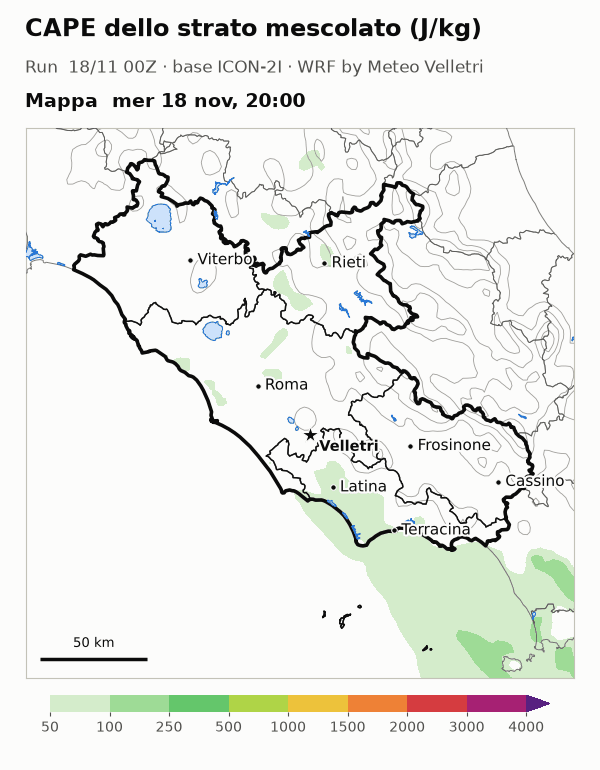 CAPE dello strato mescolato (J/kg)
Run  18/11 00Z · base ICON-2I · WRF by Meteo Velletri
Mappa  mer 18 nov, 20:00
Viterbo
Rieti
Roma
Velletri
Frosinone
Cassino
Latina
Terracina
50 km
50 100 250 500 1000 1500 2000 3000 4000